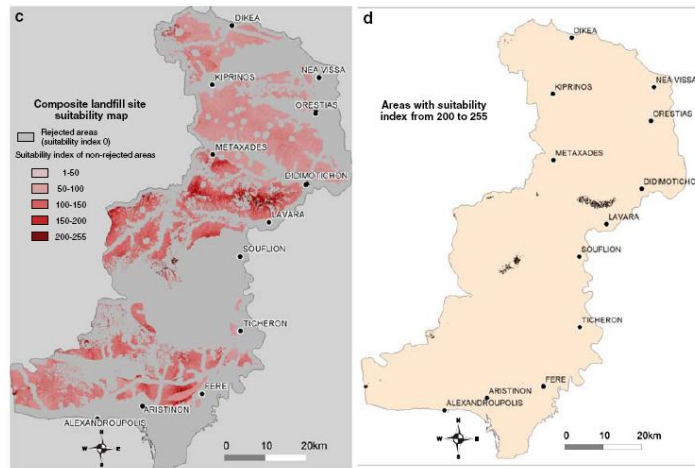 c
DIKEA
KIPRINOS
NEA VISSA
ORESTIAS
Composite landfill site
suitability map
Rejected areas
(suitability index 0)
Suitability index of non-rejected areas
1-50
50-100
100-150
150-200
200-255
METAXADES
DIDIMOTICHON
LAVARA
SOUFLION
TICHERON
FERE
ARISTINON
ALEXANDROUPOLIS
N
W E
S
0 10 20km
d
DIKEA
KIPRINOS
NEA VISSA
ORESTIAS
Areas with suitability
index from 200 to 255
METAXADES
DIDIMOTICHON
LAVARA
SOUFLION
TICHERON
FERE
ARISTINON
ALEXANDROUPOLIS
N
W E
S
0 10 20km